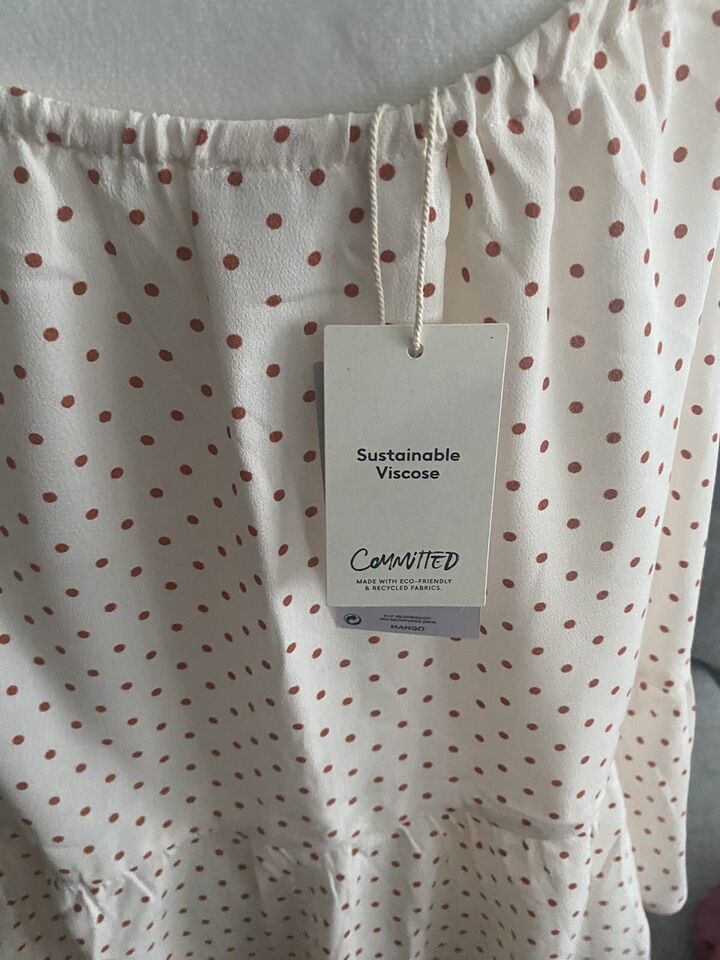 Sustainable
Viscose
COMMITTED
MADE WITH ECO-FRIENDLY
& RECYCLED FABRICS.
MANGO